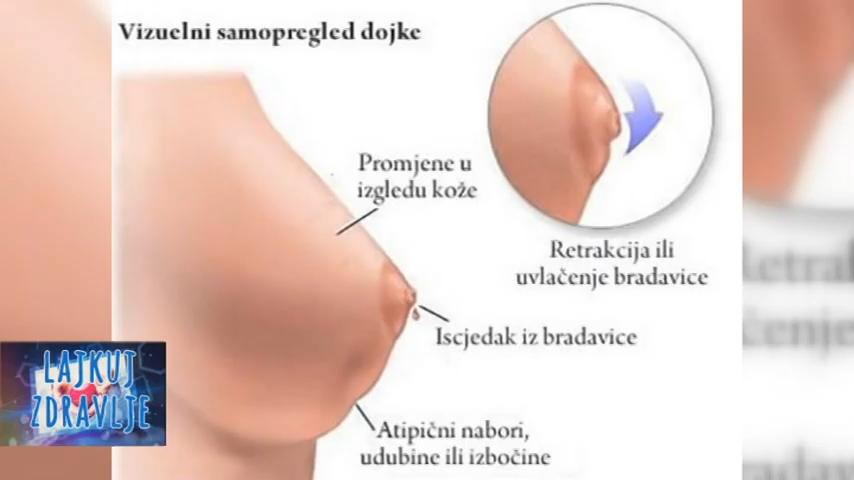 Vizuelni samopregled dojke
Promjene u
izgledu kože
Retrakcija ili
uvlačenje bradavice
Iscjedak iz bradavice
Atipični nabori,
udubine ili izbočine
LAJKUJ
ZDRAVLJE